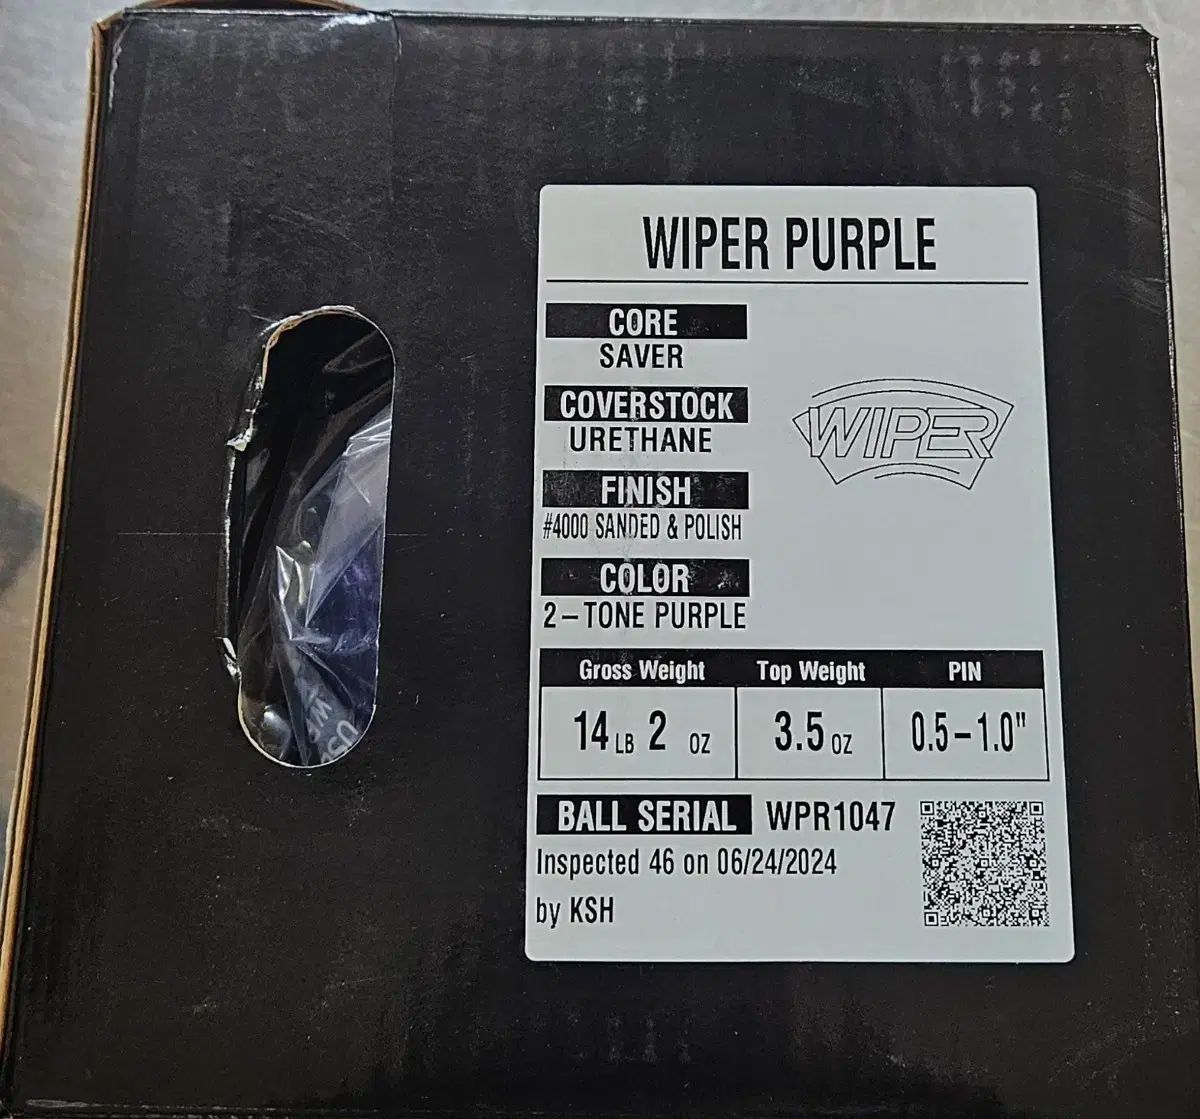 WIPER PURPLE
CORE
SAVER
COVERSTOCK
URETHANE
FINISH
#4000 SANDED & POLISH
COLOR
2-TONE PURPLE
WIPER
Gross Weight Top Weight PIN
14 LB 2 OZ 3.5 OZ 0.5-1.0"
BALL SERIAL WPR1047
Inspected 46 on 06/24/2024
by KSH